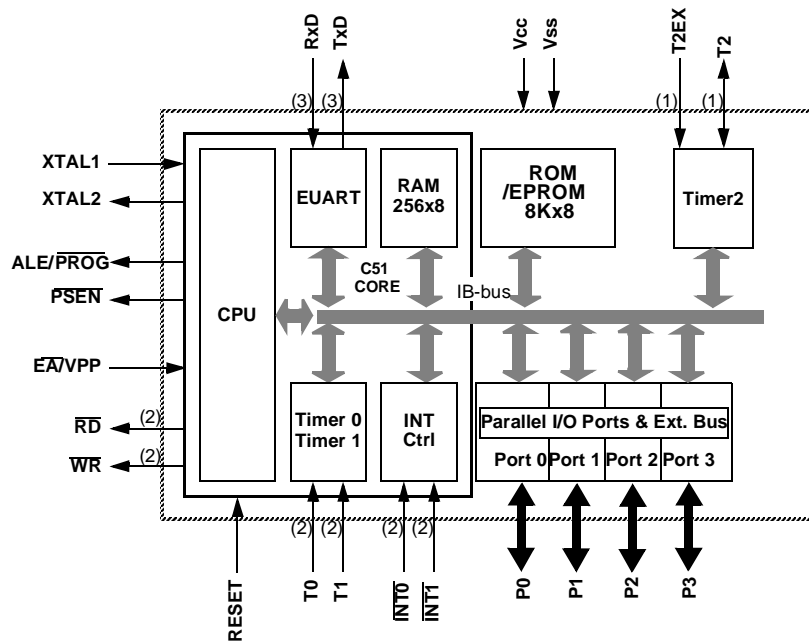 RxD
TxD
Vcc
Vss
T2EX
T2
(3)
(3)
(1)
(1)
XTAL1
XTAL2
ALE/PROG
PSEN
EA/VPP
RD
(2)
WR
(2)
CPU
EUART
RAM
256x8
ROM
/EPROM
8Kx8
Timer2
C51
CORE
IB-bus
Timer 0
Timer 1
INT
Ctrl
Parallel I/O Ports & Ext. Bus
Port 0
Port 1
Port 2
Port 3
(2)
(2)
(2)
(2)
RESET
T0
T1
INT0
INT1
P0
P1
P2
P3